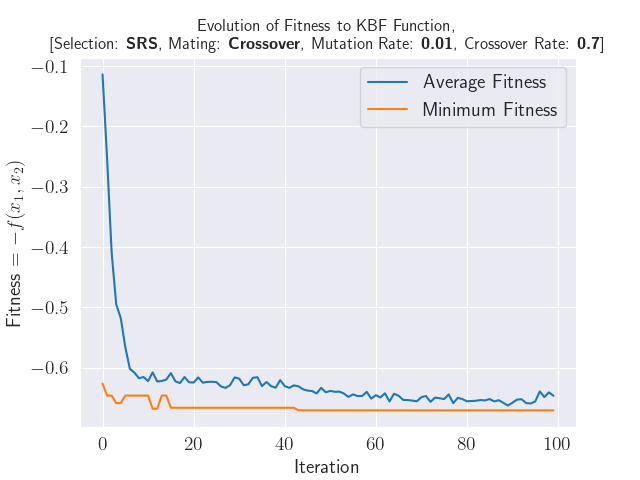 Evolution of Fitness to KBF Function,
[Selection: SRS, Mating: Crossover, Mutation Rate: 0.01, Crossover Rate: 0.7]
Average Fitness
Minimum Fitness
−0.1
−0.2
−0.3
−0.4
−0.5
−0.6
Fitness = −f(x₁, x₂)
0
20
40
60
80
100
Iteration